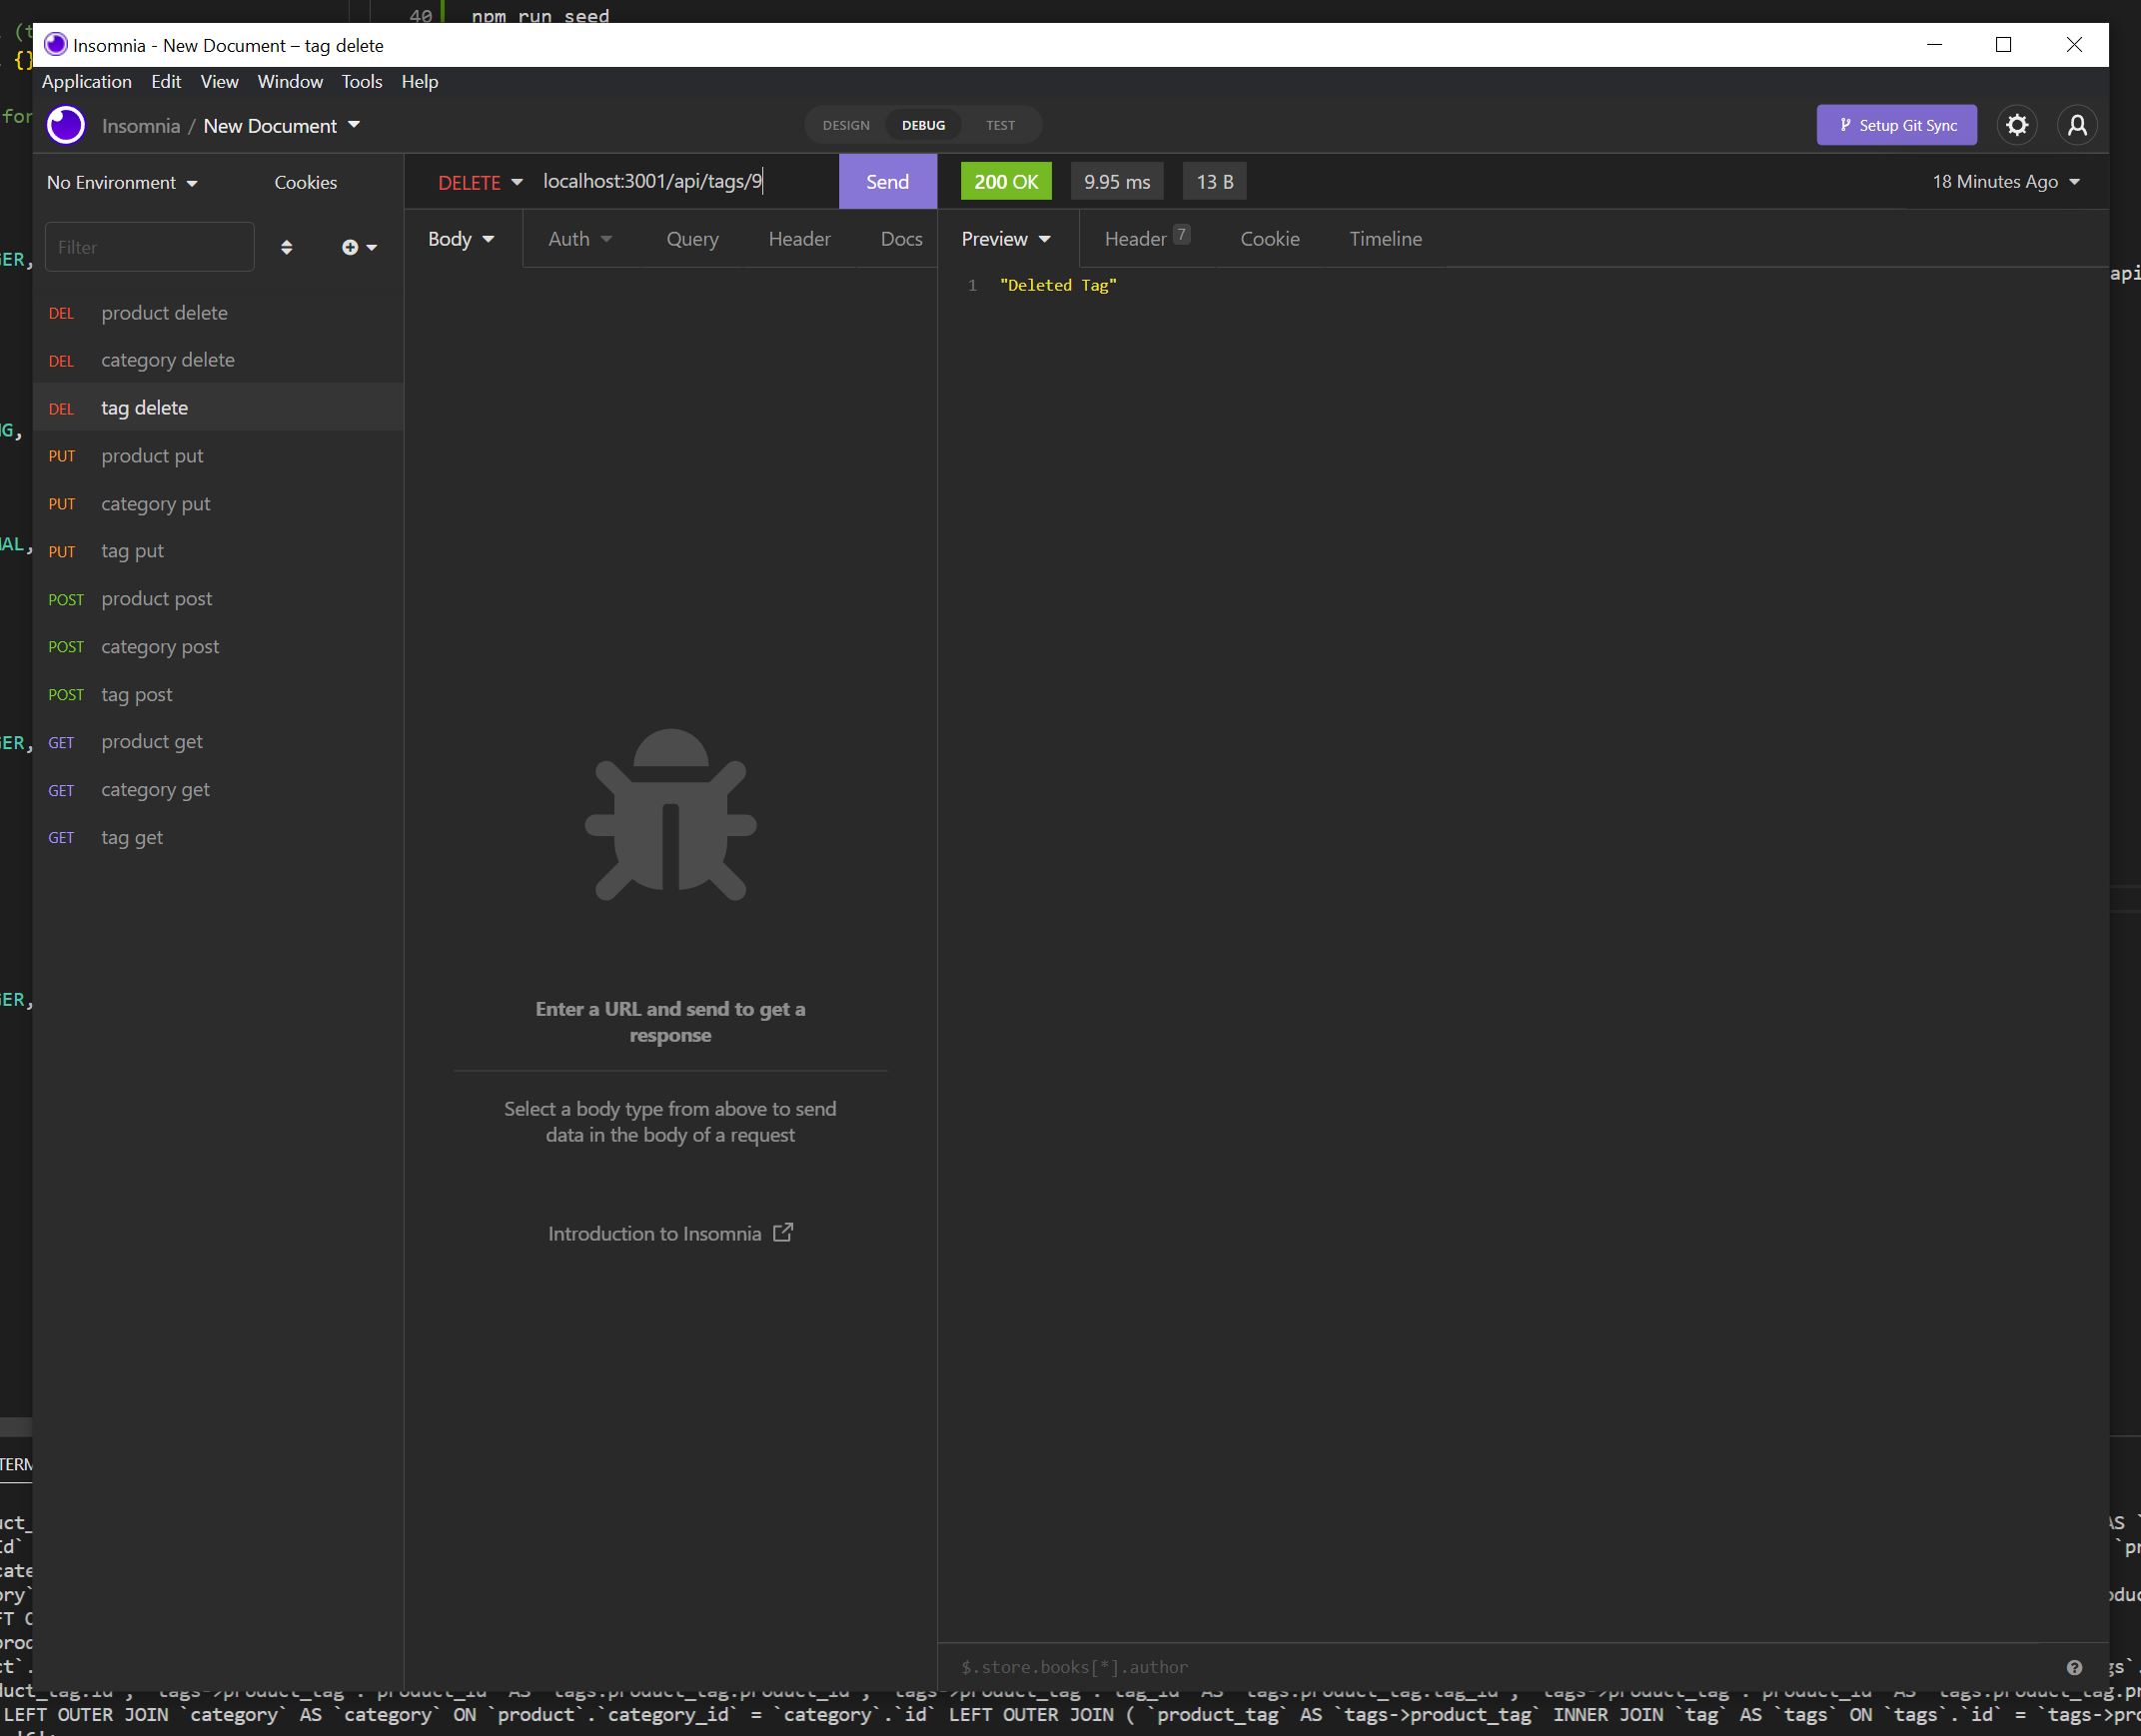 40 npm run seed
(t
{}
for
Insomnia - New Document – tag delete
Application Edit View Window Tools Help
Insomnia / New Document
DESIGN DEBUG TEST
Setup Git Sync
No Environment Cookies
DELETE localhost:3001/api/tags/9 Send
200 OK 9.95 ms 13 B 18 Minutes Ago
Filter
Body Auth Query Header Docs
Preview Header 7 Cookie Timeline
1 "Deleted Tag"
DEL product delete
DEL category delete
DEL tag delete
PUT product put
PUT category put
PUT tag put
POST product post
POST category post
POST tag post
GET product get
GET category get
GET tag get
Enter a URL and send to get a
response
Select a body type from above to send
data in the body of a request
Introduction to Insomnia
$.store.books[*].author
LEFT OUTER JOIN `category` AS `category` ON `product`.`category_id` = `category`.`id` LEFT OUTER JOIN ( `product_tag` AS `tags->product_tag` INNER JOIN `tag` AS `tags` ON `tags`.`id` = `tags->pro